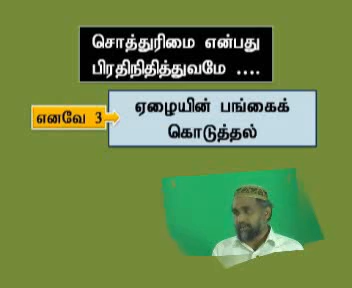 சொத்துரிமை என்பது
பிரதிநிதித்துவமே ....
எனவே 3
ஏழையின் பங்கைக்
கொடுத்தல்